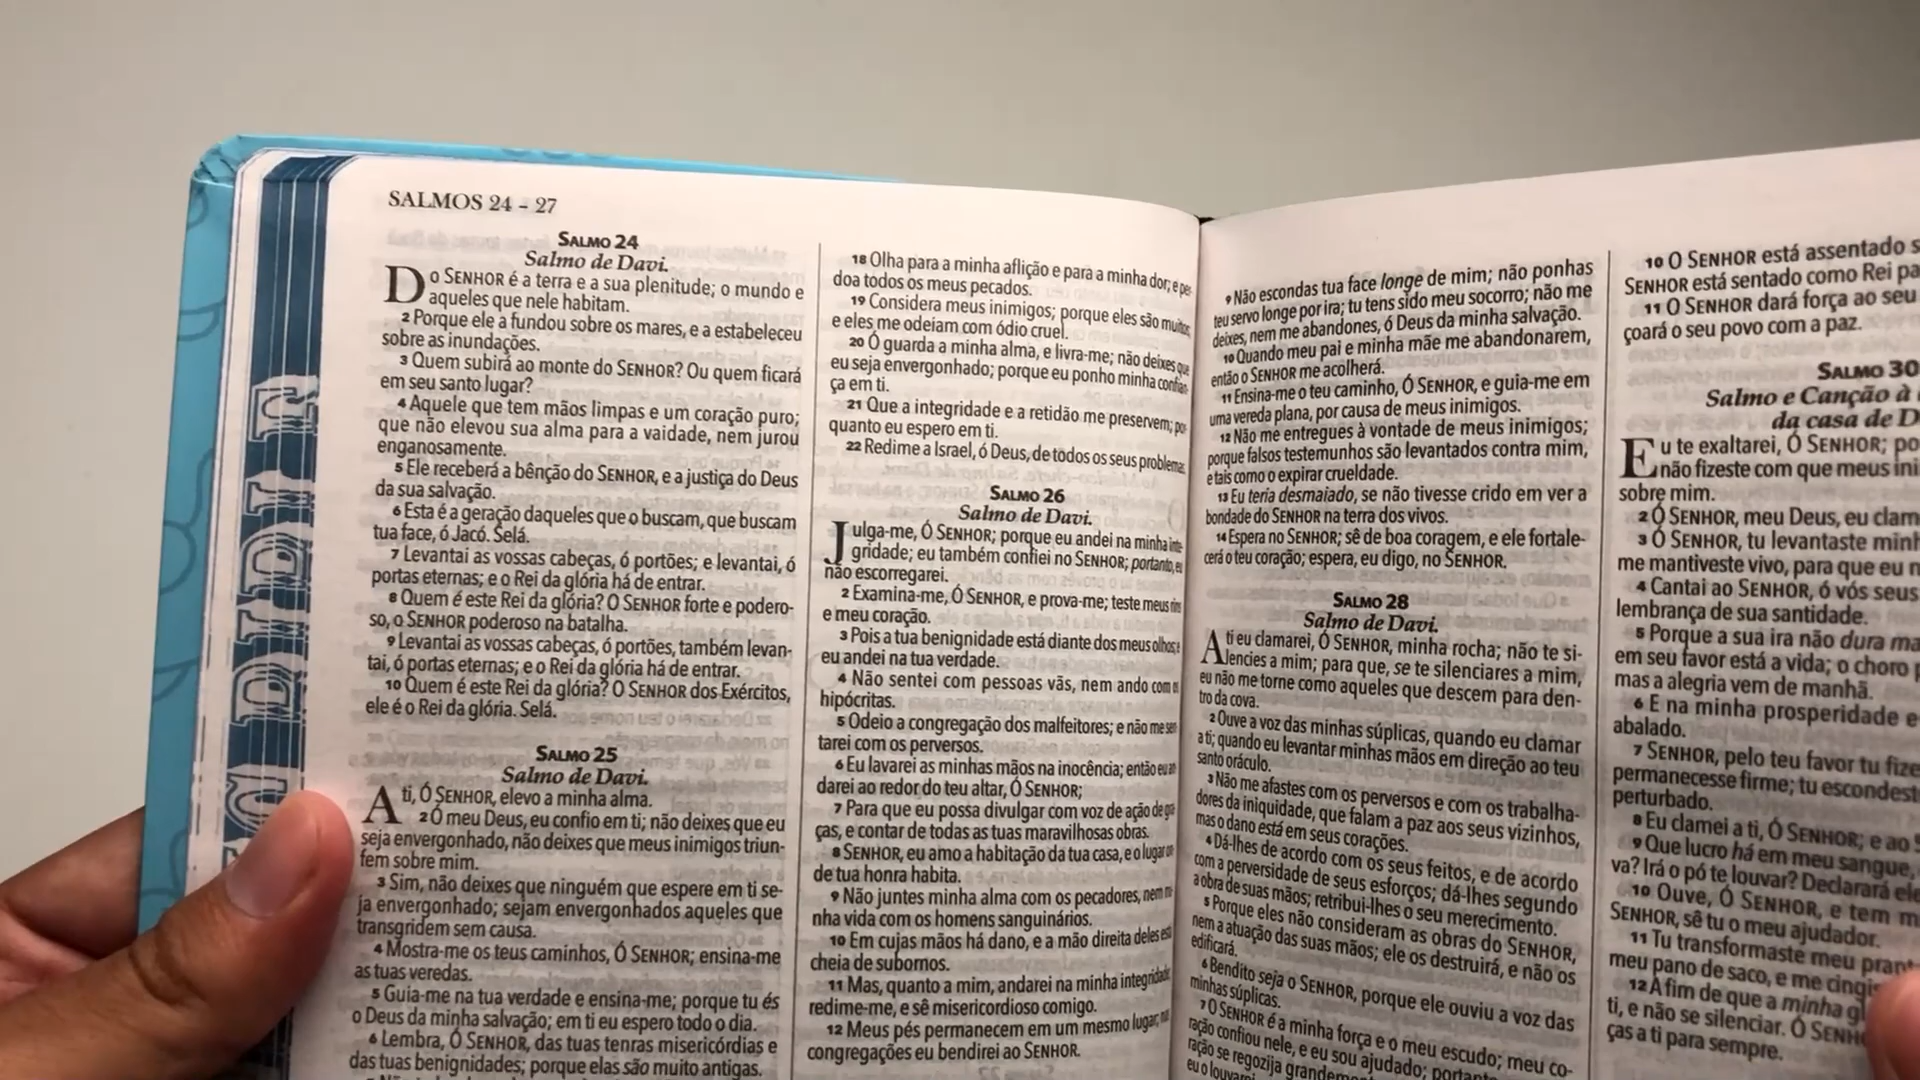 SALMOS 24 – 27
SALMO 24
Salmo de Davi.
Do SENHOR é a terra e a sua plenitude; o mundo e
aqueles que nele habitam.
2 Porque ele a fundou sobre os mares, e a estabeleceu
sobre as inundações.
3 Quem subirá ao monte do SENHOR? Ou quem ficará
em seu santo lugar?
4 Aquele que tem mãos limpas e um coração puro;
que não elevou sua alma para a vaidade, nem jurou
enganosamente.
5 Ele receberá a bênção do SENHOR, e a justiça do Deus
da sua salvação.
6 Esta é a geração daqueles que o buscam, que buscam
tua face, ó Jacó. Selá.
7 Levantai as vossas cabeças, ó portões; e levantai, ó
portas eternas; e o Rei da glória há de entrar.
8 Quem é este Rei da glória? O SENHOR forte e podero-
so, o SENHOR poderoso na batalha.
9 Levantai as vossas cabeças, ó portões, também levan-
tai, ó portas eternas; e o Rei da glória há de entrar.
10 Quem é este Rei da glória? O SENHOR dos Exércitos,
ele é o Rei da glória. Selá.
SALMO 25
Salmo de Davi.
A ti, Ó SENHOR, elevo a minha alma.
2 Ó meu Deus, eu confio em ti; não deixes que eu
seja envergonhado, não deixes que meus inimigos triun-
fem sobre mim.
3 Sim, não deixes que ninguém que espere em ti se-
ja envergonhado; sejam envergonhados aqueles que
transgridem sem causa.
4 Mostra-me os teus caminhos, Ó SENHOR; ensina-me
as tuas veredas.
5 Guia-me na tua verdade e ensina-me; porque tu és
o Deus da minha salvação; em ti eu espero todo o dia.
6 Lembra, Ó SENHOR, das tuas tenras misericórdias e
das tuas benignidades; porque elas são muito antigas.
18 Olha para a minha aflição e para a minha dor; e per-
doa todos os meus pecados.
19 Considera meus inimigos; porque eles são muitos,
e eles me odeiam com ódio cruel.
20 Ó guarda a minha alma, e livra-me; não deixes que
eu seja envergonhado; porque eu ponho minha confian-
ça em ti.
21 Que a integridade e a retidão me preservem; por-
quanto eu espero em ti.
22 Redime a Israel, ó Deus, de todos os seus problemas.
SALMO 26
Salmo de Davi.
Julga-me, Ó SENHOR; porque eu andei na minha inte-
gridade; eu também confiei no SENHOR; portanto, eu
não escorregarei.
2 Examina-me, Ó SENHOR, e prova-me; teste meus rins
e meu coração.
3 Pois a tua benignidade está diante dos meus olhos; e
eu andei na tua verdade.
4 Não sentei com pessoas vãs, nem ando com os
hipócritas.
5 Odeio a congregação dos malfeitores; e não me sen-
tarei com os perversos.
6 Eu lavarei as minhas mãos na inocência; então eu an-
darei ao redor do teu altar, Ó SENHOR;
7 Para que eu possa divulgar com voz de ação de gra-
ças, e contar de todas as tuas maravilhosas obras.
8 SENHOR, eu amo a habitação da tua casa, e o lugar
de tua honra habita.
9 Não juntes minha alma com os pecadores, nem mi-
nha vida com os homens sanguinários.
10 Em cujas mãos há dano, e a mão direita deles está
cheia de subornos.
11 Mas, quanto a mim, andarei na minha integridade;
redime-me, e sê misericordioso comigo.
12 Meus pés permanecem em um mesmo lugar;
congregações eu bendirei ao SENHOR.
9 Não escondas tua face longe de mim; não ponhas
teu servo longe por ira; tu tens sido meu socorro; não me
deixes, nem me abandones, ó Deus da minha salvação.
10 Quando meu pai e minha mãe me abandonarem,
então o SENHOR me acolherá.
11 Ensina-me o teu caminho, Ó SENHOR, e guia-me em
uma vereda plana, por causa de meus inimigos.
12 Não me entregues à vontade de meus inimigos;
porque falsos testemunhos são levantados contra mim,
e tais como o expirar crueldade.
13 Eu teria desmaiado, se não tivesse crido em ver a
bondade do SENHOR na terra dos vivos.
14 Espera no SENHOR; sê de boa coragem, e ele fortale-
cerá o teu coração; espera, eu digo, no SENHOR.
SALMO 28
Salmo de Davi.
A ti eu clamarei, Ó SENHOR, minha rocha; não te si-
lencies a mim; para que, se te silenciares a mim,
eu não me torne como aqueles que descem para den-
tro da cova.
2 Ouve a voz das minhas súplicas, quando eu clamar
a ti; quando eu levantar minhas mãos em direção ao teu
santo oráculo.
3 Não me afastes com os perversos e com os trabalha-
dores da iniquidade, que falam a paz aos seus vizinhos,
mas o dano está em seus corações.
4 Dá-lhes de acordo com os seus feitos, e de acordo
com a perversidade de seus esforços; dá-lhes segundo
a obra de suas mãos; retribui-lhes o seu merecimento.
5 Porque eles não consideram as obras do SENHOR,
nem a atuação das suas mãos; ele os destruirá, e não os
edificará.
6 Bendito seja o SENHOR, porque ele ouviu a voz das
minhas súplicas.
7 O SENHOR é a minha força e o meu escudo; meu co-
ração confiou nele, e eu sou ajudado; portanto
ração se regozija grandemen
eu o louvarei
10 O SENHOR está assentado s
SENHOR está sentado como Rei pa
11 O SENHOR dará força ao seu
çoará o seu povo com a paz.
SALMO 30
Salmo e Canção à
da casa de D
Eu te exaltarei, Ó SENHOR; po
não fizeste com que meus ini
sobre mim.
2 Ó SENHOR, meu Deus, eu clam
3 Ó SENHOR, tu levantaste minh
me mantiveste vivo, para que eu n
4 Cantai ao SENHOR, ó vós seus
lembrança de sua santidade.
5 Porque a sua ira não dura ma
em seu favor está a vida; o choro p
mas a alegria vem de manhã.
6 E na minha prosperidade e
abalado.
7 SENHOR, pelo teu favor tu fize
permanecesse firme; tu escondest
perturbado.
8 Eu clamei a ti, Ó SENHOR; e ao S
9 Que lucro há em meu sangue,
va? Irá o pó te louvar? Declarará ele
10 Ouve, Ó SENHOR, e tem m
SENHOR, sê tu o meu ajudador.
11 Tu transformaste meu prant
meu pano de saco, e me cingis
12 A fim de que a minha gl
ti, e não se silenciar. Ó SENH
ças a ti para sempre.